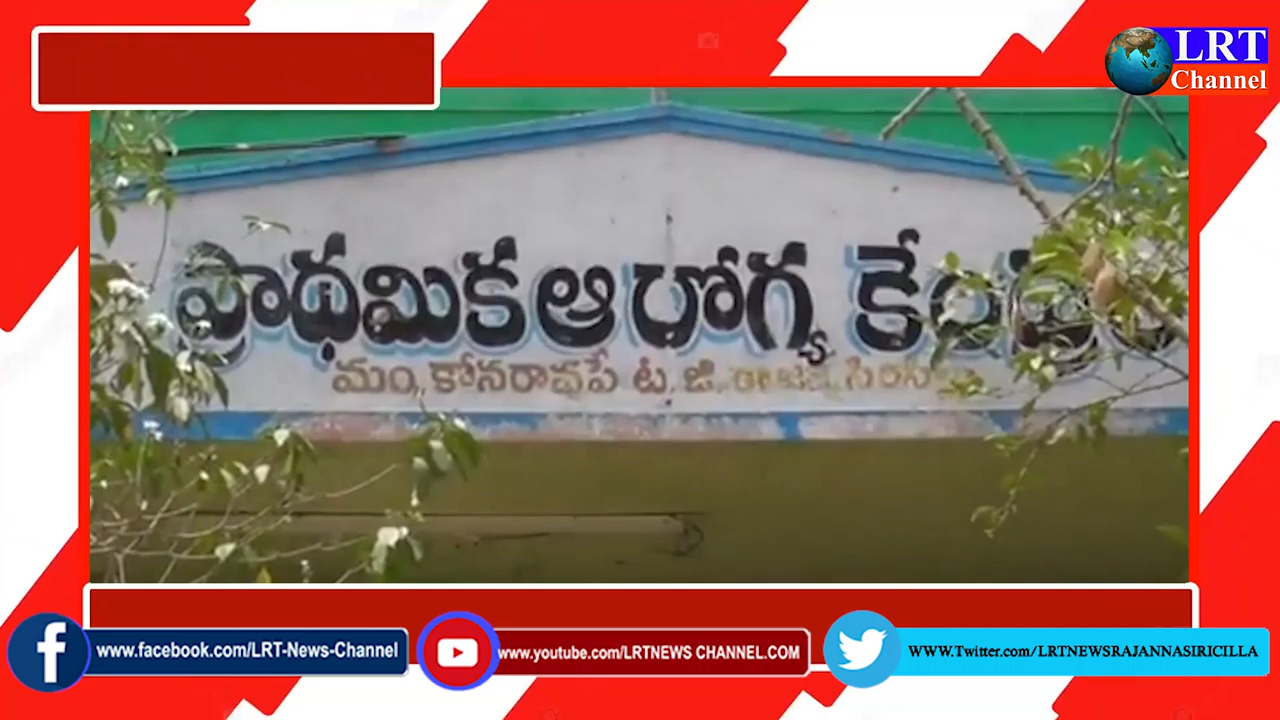 LRT
Channel
ప్రాథమిక ఆరోగ్య కేంద్రం
మం. కోనరావుపేట. జి. రాజన్న సిరిసిల్ల
www.facebook.com/LRT-News-Channel
www.youtube.com/LRTNEWS CHANNEL.COM
WWW.Twitter.com/LRTNEWSRAJANNASIRICILLA